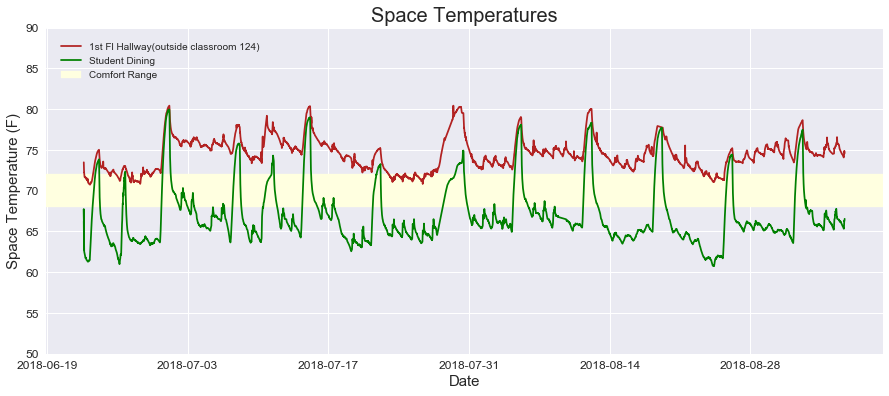 Space Temperatures
1st Fl Hallway(outside classroom 124)
Student Dining
Comfort Range
Space Temperature (F)
90
85
80
75
70
65
60
55
50
2018-06-19
2018-07-03
2018-07-17
2018-07-31
2018-08-14
2018-08-28
Date